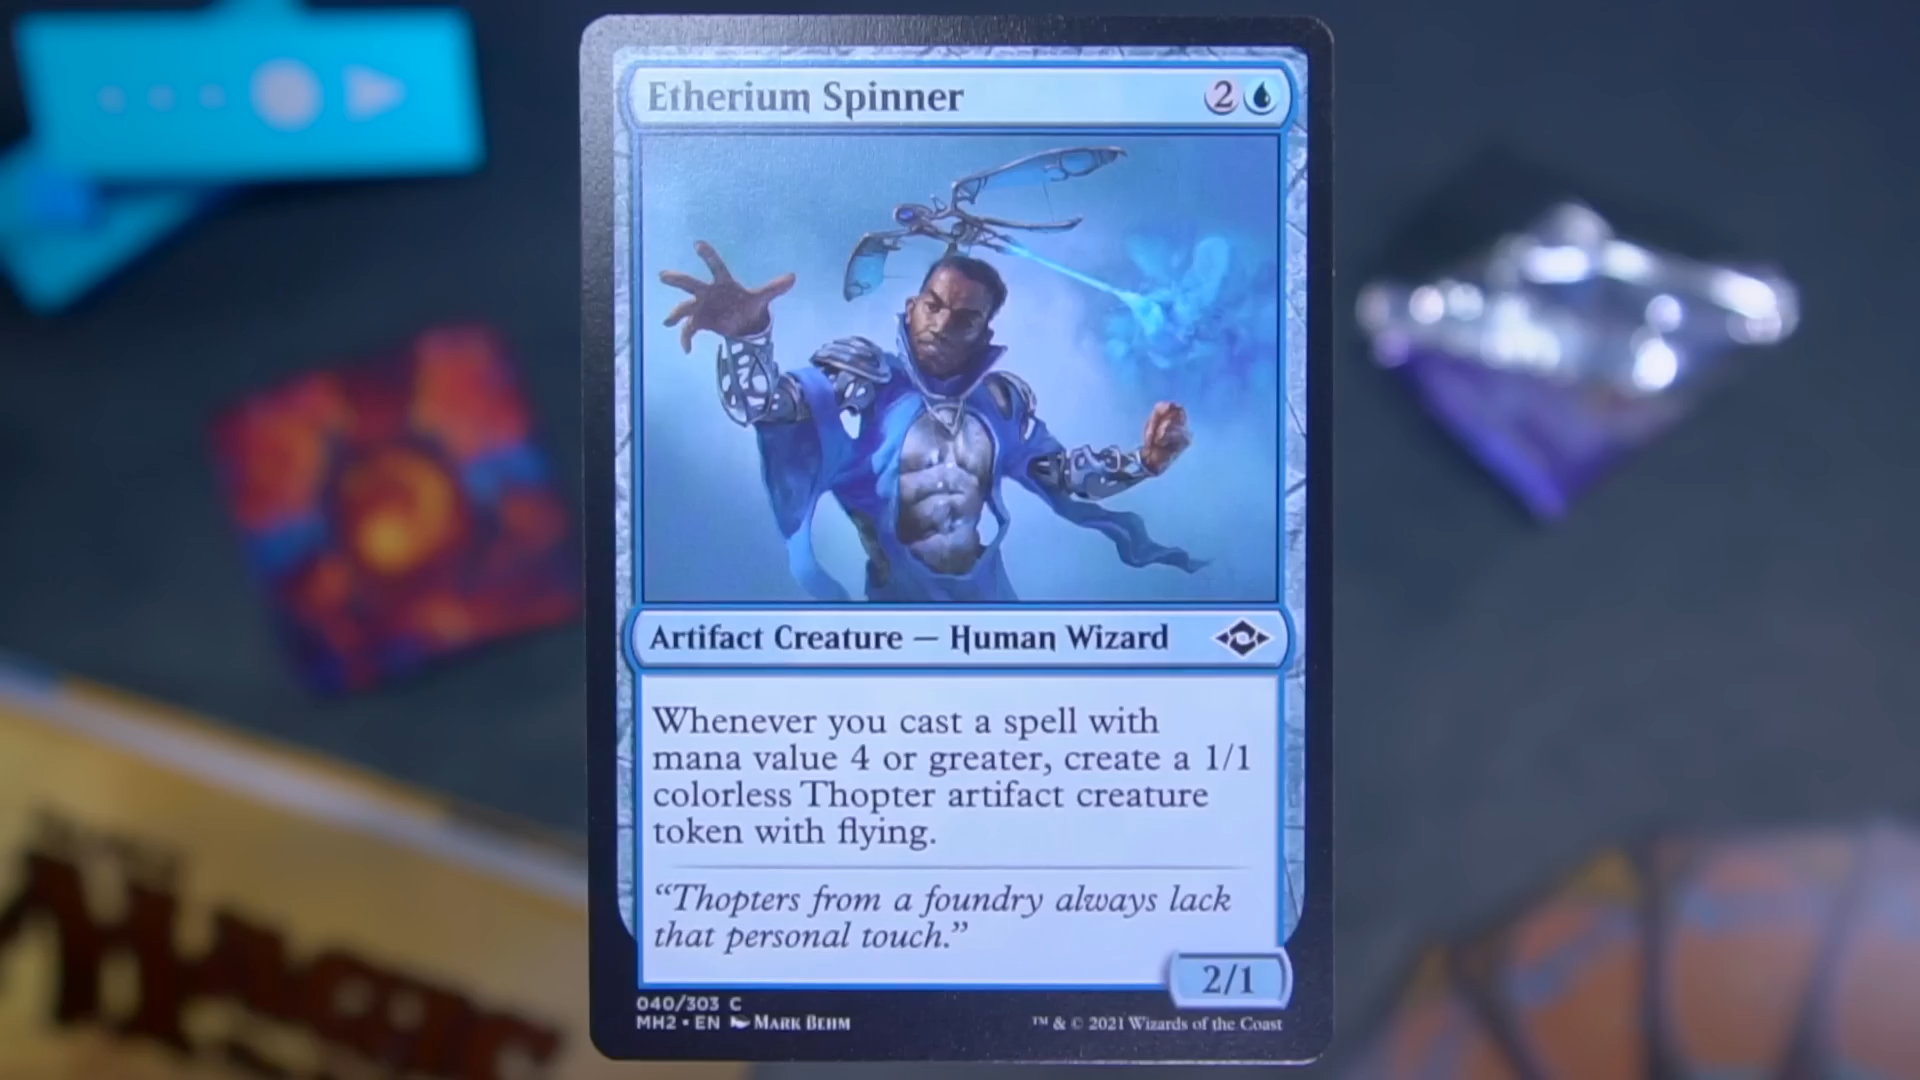 Etherium Spinner 2
Artifact Creature — Human Wizard
Whenever you cast a spell with
mana value 4 or greater, create a 1/1
colorless Thopter artifact creature
token with flying.
“Thopters from a foundry always lack
that personal touch.”
2/1
040/303 C
MH2 • EN Mark Behm
™ & © 2021 Wizards of the Coast